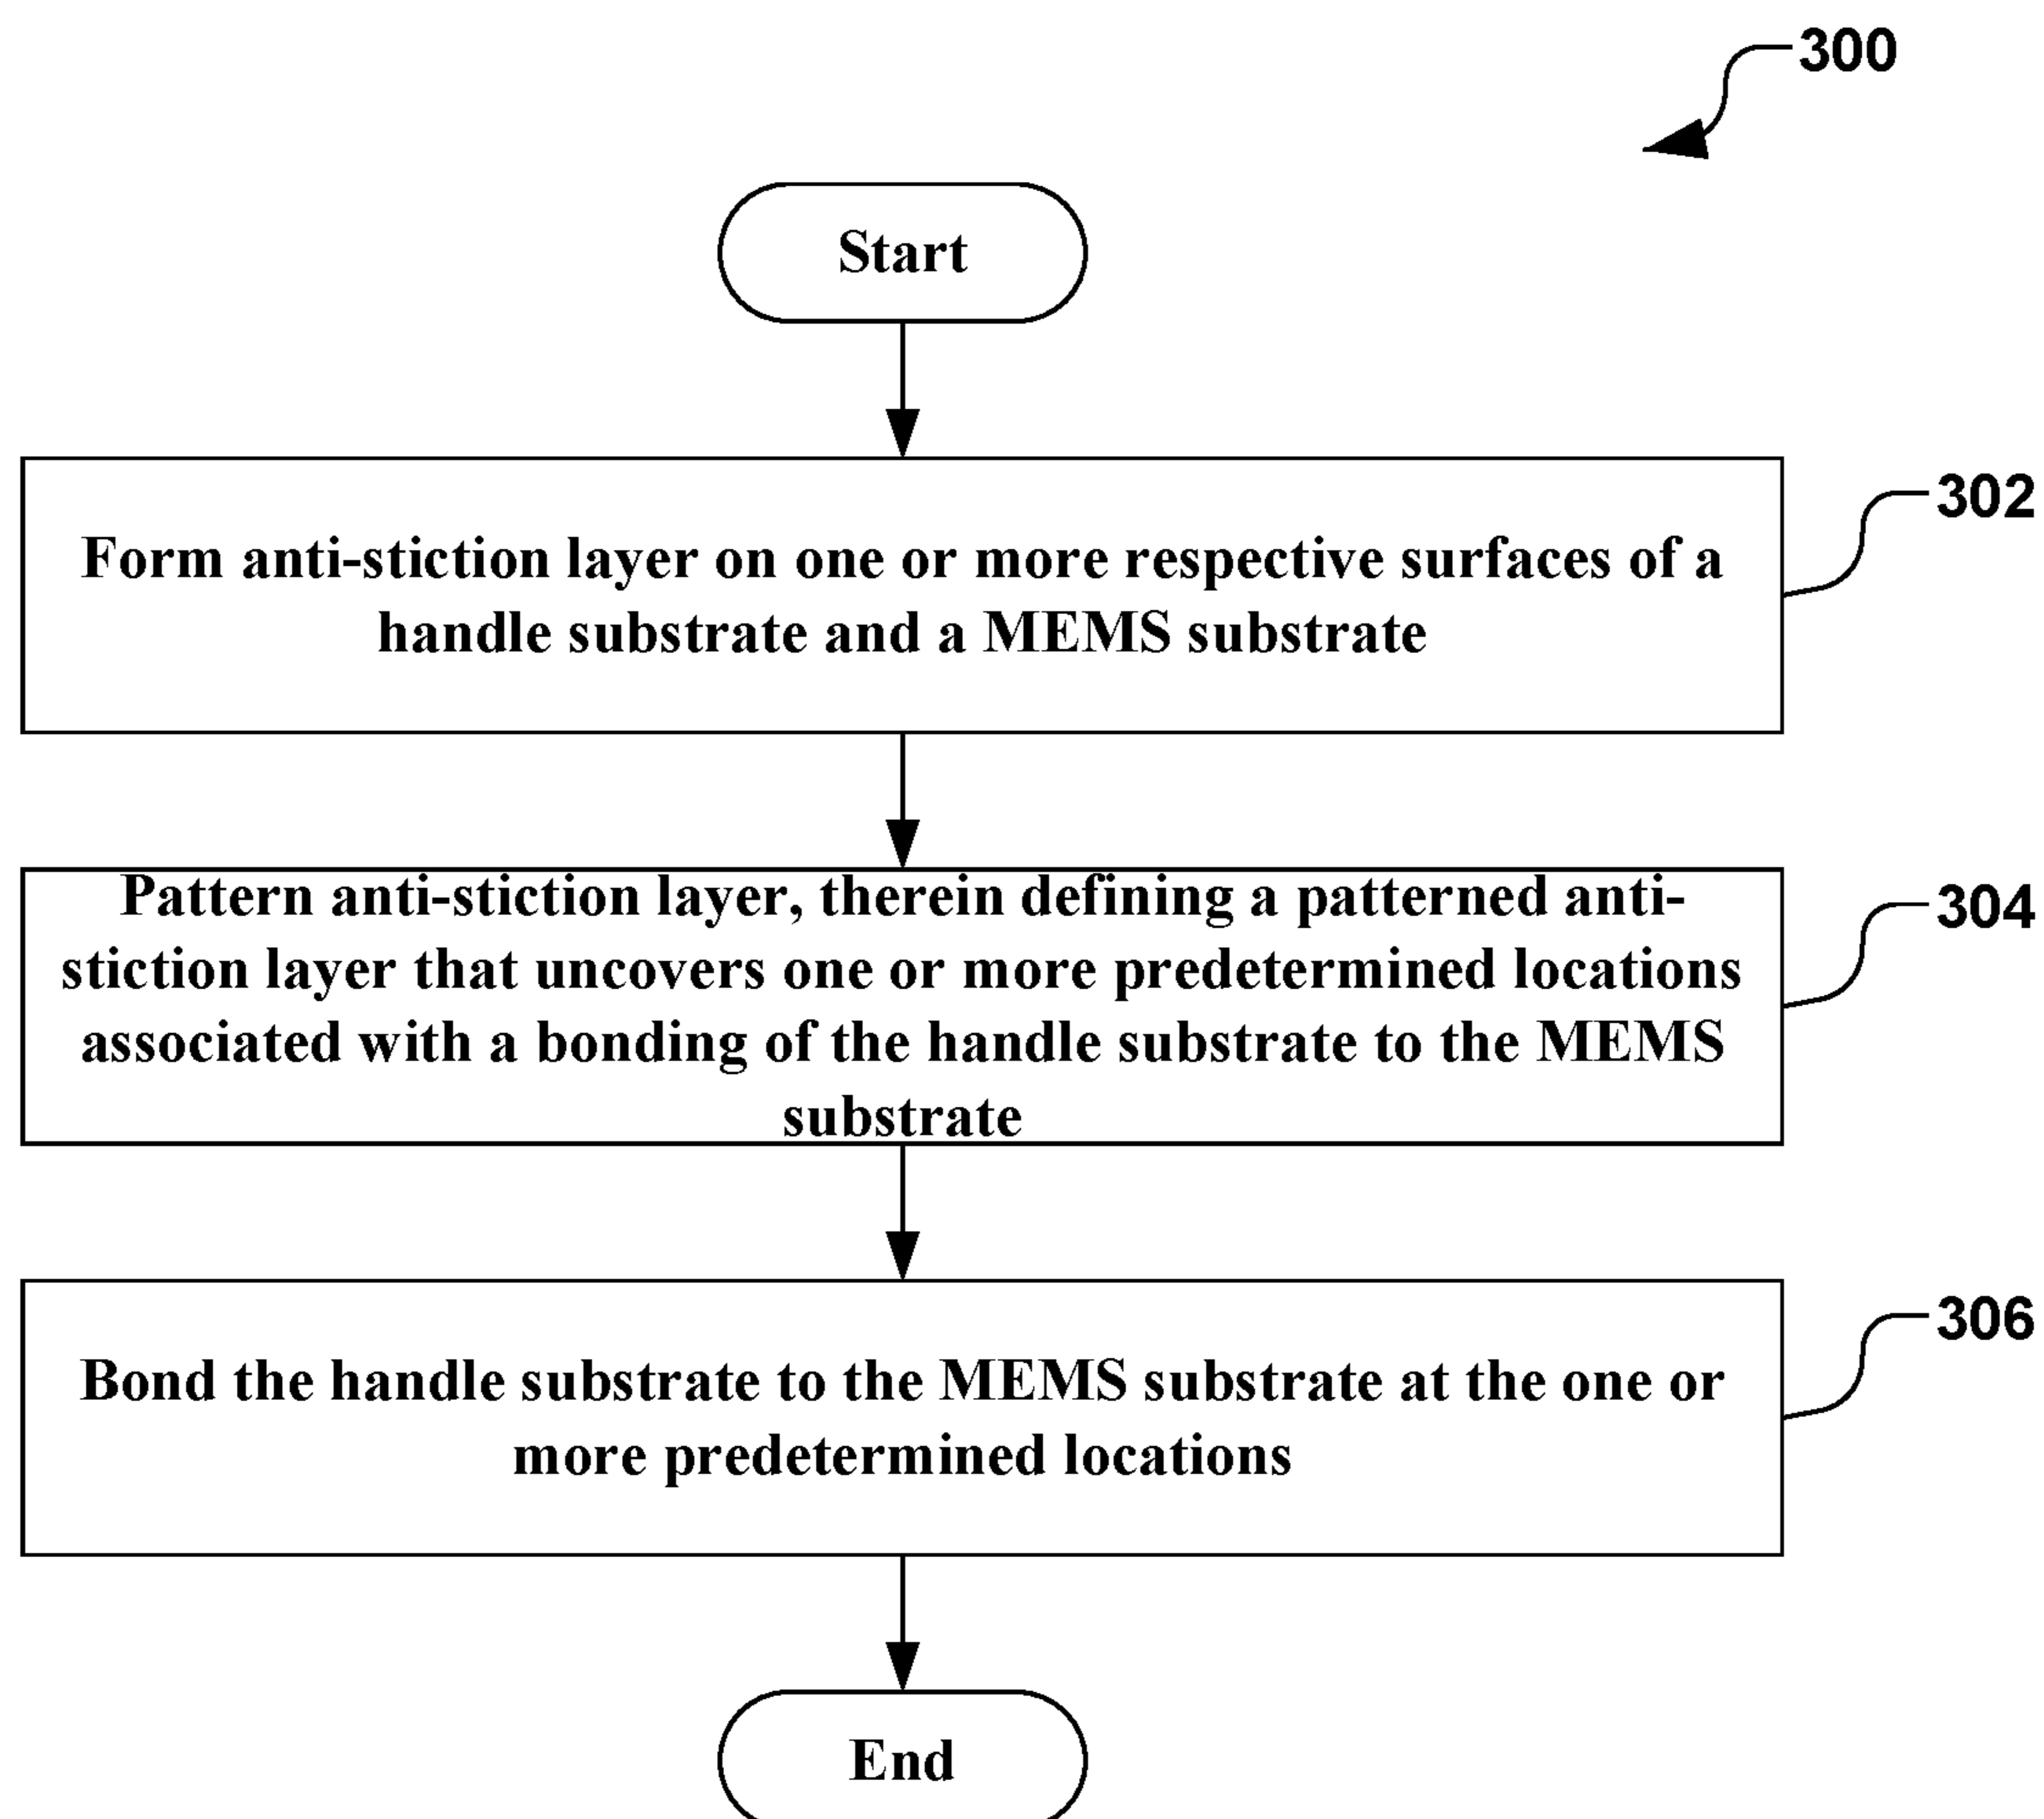 300
Start
Form anti-stiction layer on one or more respective surfaces of a
handle substrate and a MEMS substrate
302
Pattern anti-stiction layer, therein defining a patterned anti-
stiction layer that uncovers one or more predetermined locations
associated with a bonding of the handle substrate to the MEMS
substrate
304
Bond the handle substrate to the MEMS substrate at the one or
more predetermined locations
306
End